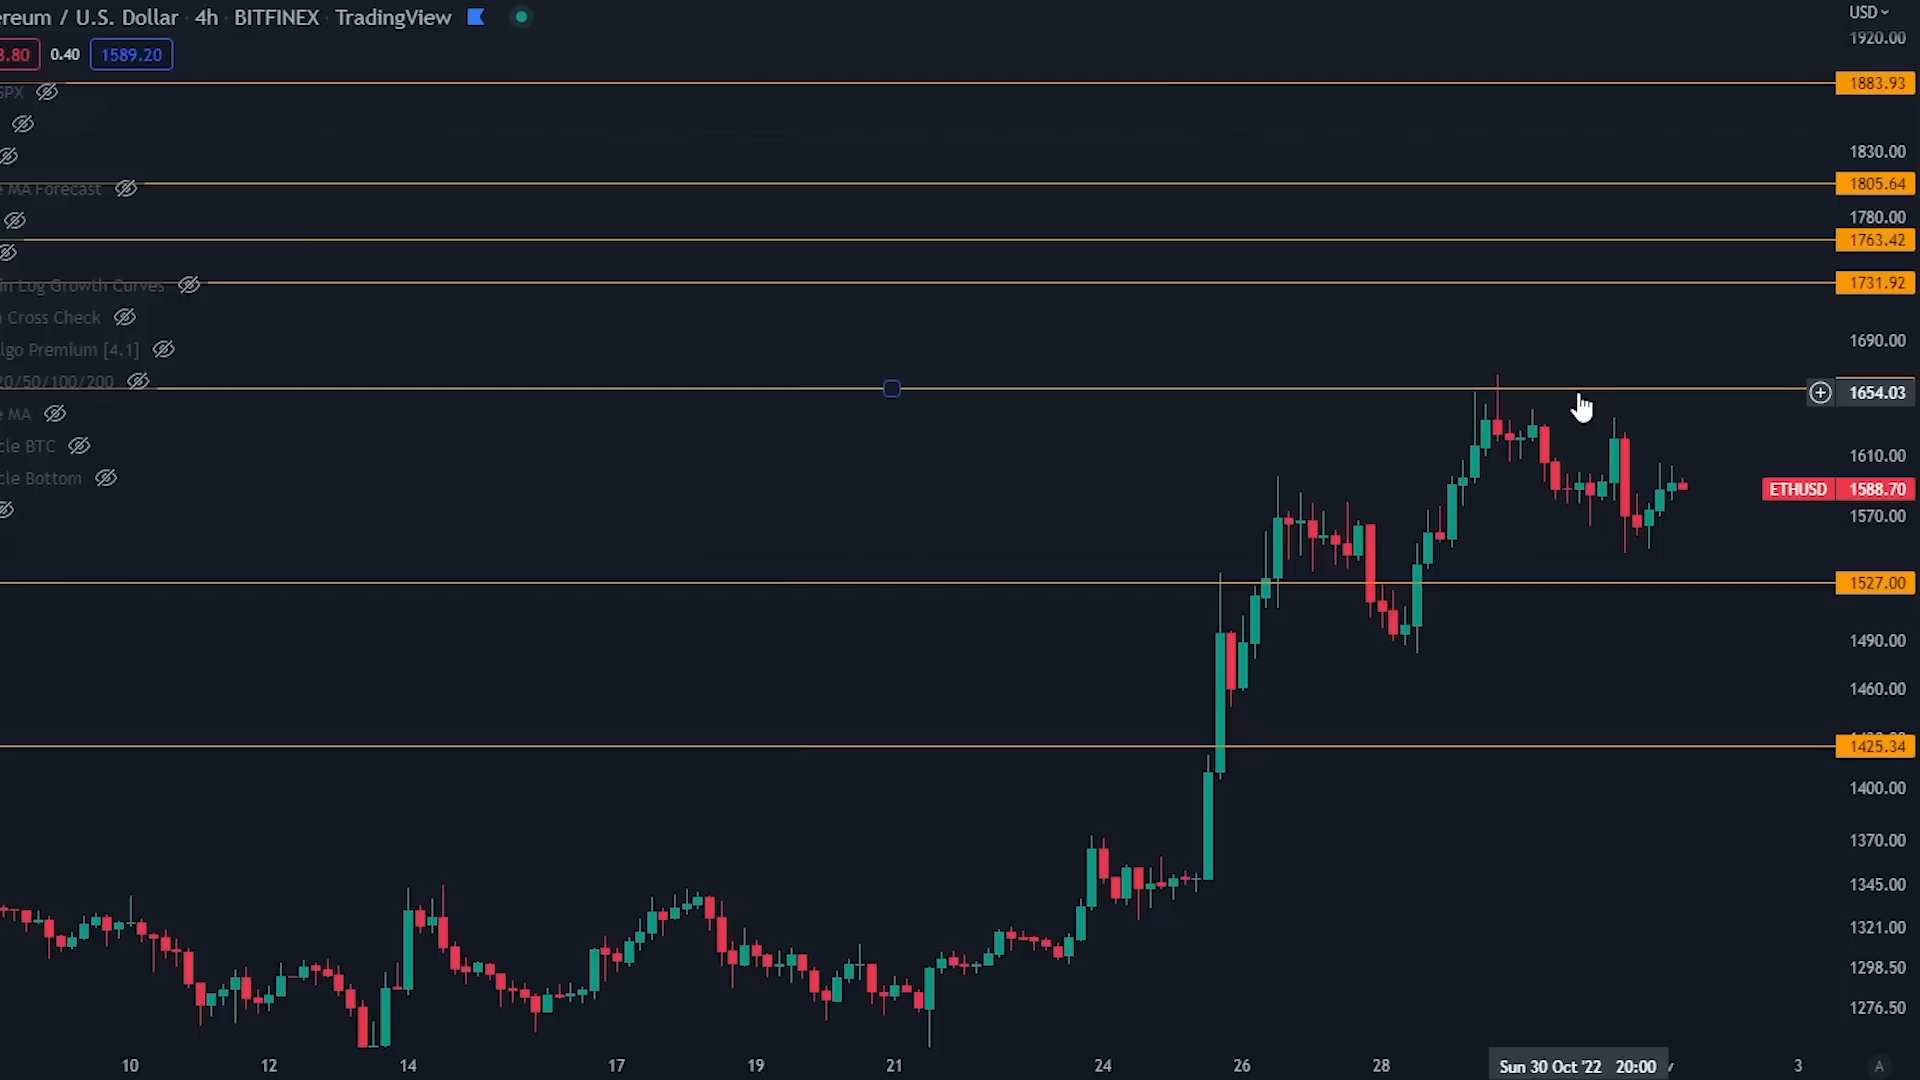 ereum / U.S. Dollar · 4h · BITFINEX · TradingView
USD
1920.00
3.80 0.40 1589.20
1883.93
SPX
1830.00
1805.64
e MA Forecast
1780.00
1763.42
in Log Growth Curves
1731.92
Cross Check
lgo Premium [4.1]
1690.00
20/50/100/200
1654.03
e MA
cle BTC
1610.00
cle Bottom
ETHUSD 1588.70
1570.00
1527.00
1490.00
1460.00
1425.34
1400.00
1370.00
1345.00
1321.00
1298.50
1276.50
10 12 14 17 19 21 24 26 28 Sun 30 Oct '22 20:00 3 A